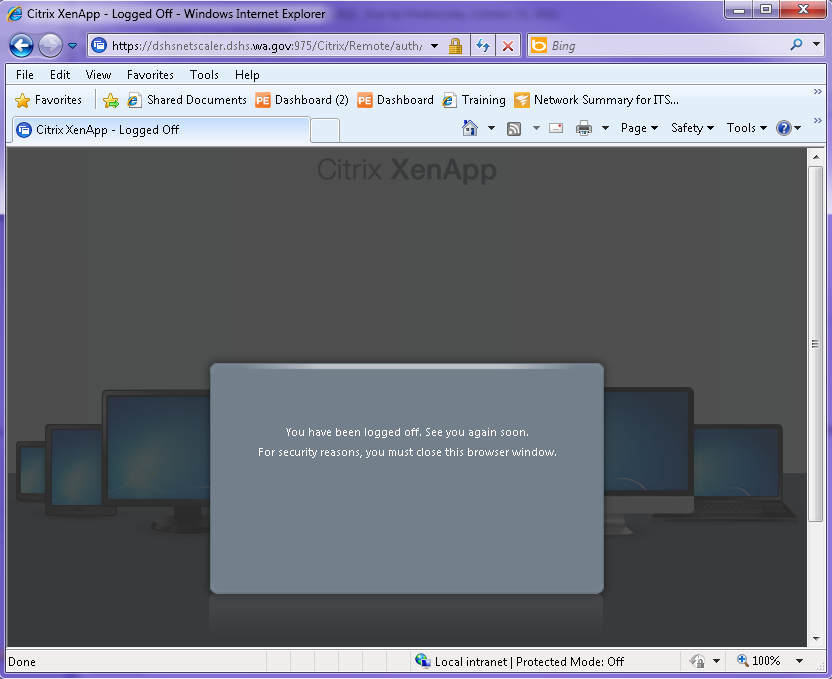 Citrix XenApp - Logged Off - Windows Internet Explorer
https://dshsnetscaler.dshs.wa.gov:975/Citrix/Remote/auth/
Bing
File Edit View Favorites Tools Help
Favorites Shared Documents PE Dashboard (2) PE Dashboard Training Network Summary for ITS...
Citrix XenApp - Logged Off
Page Safety Tools
Citrix XenApp
You have been logged off. See you again soon.
For security reasons, you must close this browser window.
Done Local intranet | Protected Mode: Off 100%